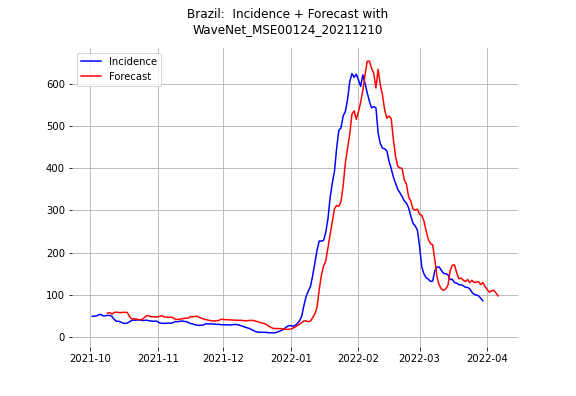 Brazil:  Incidence + Forecast with
WaveNet_MSE00124_20211210
Incidence
Forecast
600
500
400
300
200
100
0
2021-10 2021-11 2021-12 2022-01 2022-02 2022-03 2022-04